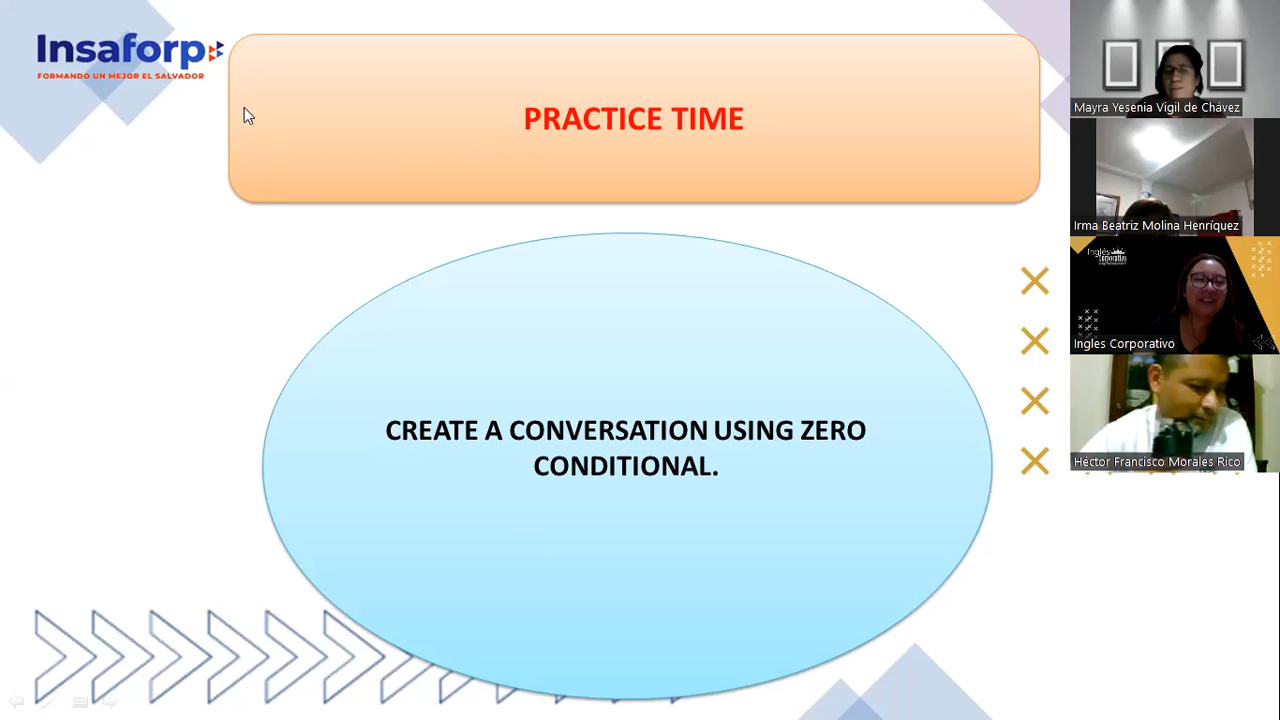 Insaforp
FORMANDO UN MEJOR EL SALVADOR
PRACTICE TIME
CREATE A CONVERSATION USING ZERO
CONDITIONAL.
Mayra Yesenia Vigil de Chávez
Irma Beatriz Molina Henríquez
Inglés
Corporativo
Ingles Corporativo
Héctor Francisco Morales Rico